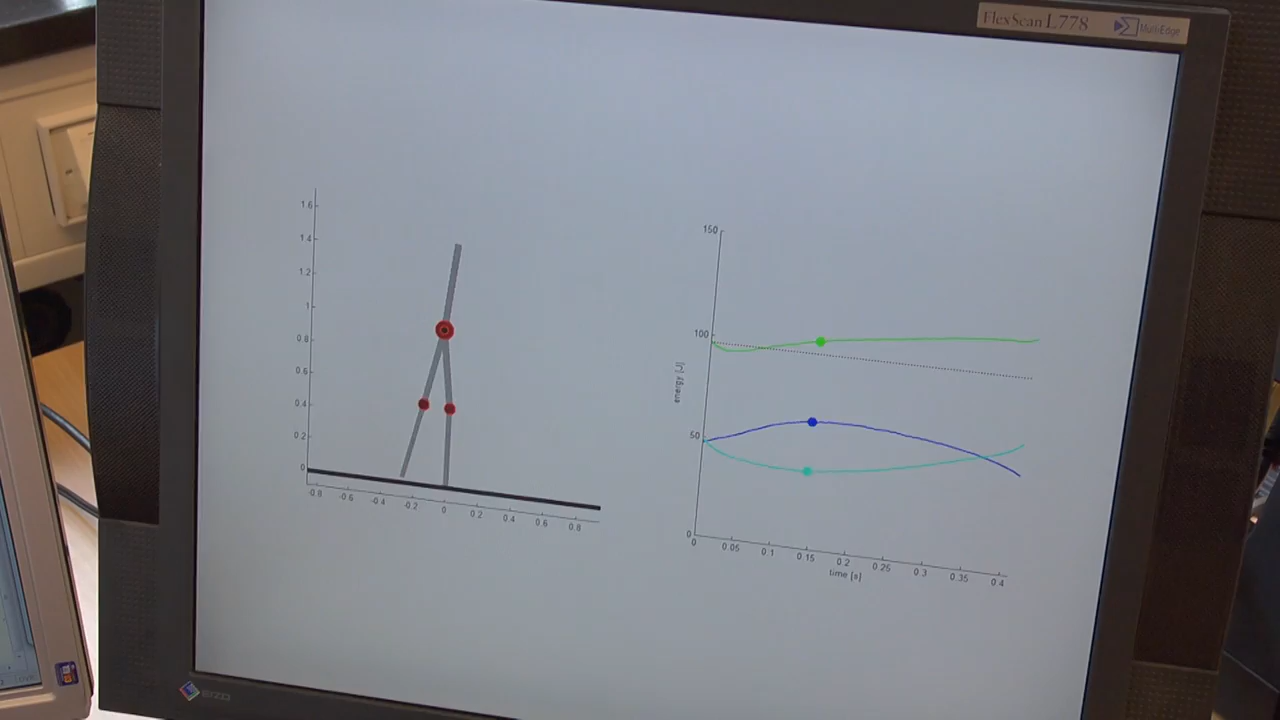 FlexScan L778
MultiEdge
1.6
1.4
1.2
1
0.8
0.6
0.4
0.2
0
-0.8 -0.6 -0.4 -0.2 0 0.2 0.4 0.6 0.8
150
100
50
0
energy [J]
0 0.05 0.1 0.15 0.2 0.25 0.3 0.35 0.4
time [s]
EIZO